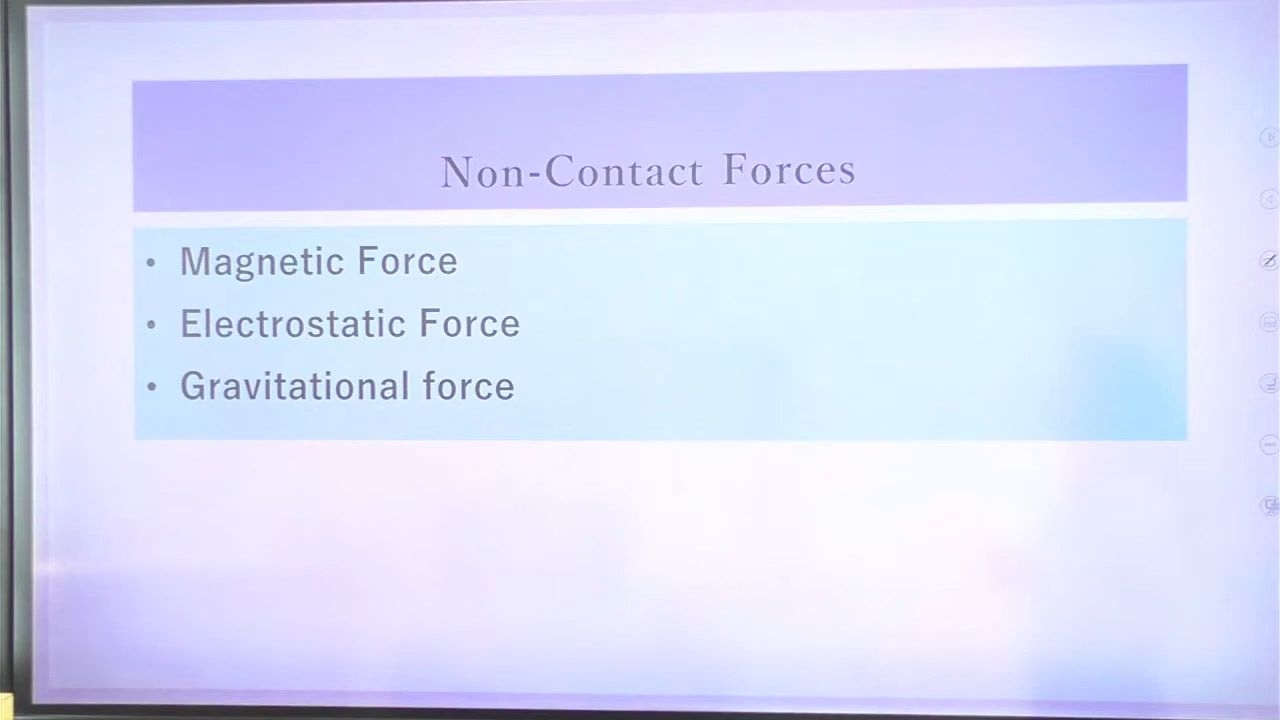 Non-Contact Forces
• Magnetic Force
• Electrostatic Force
• Gravitational force